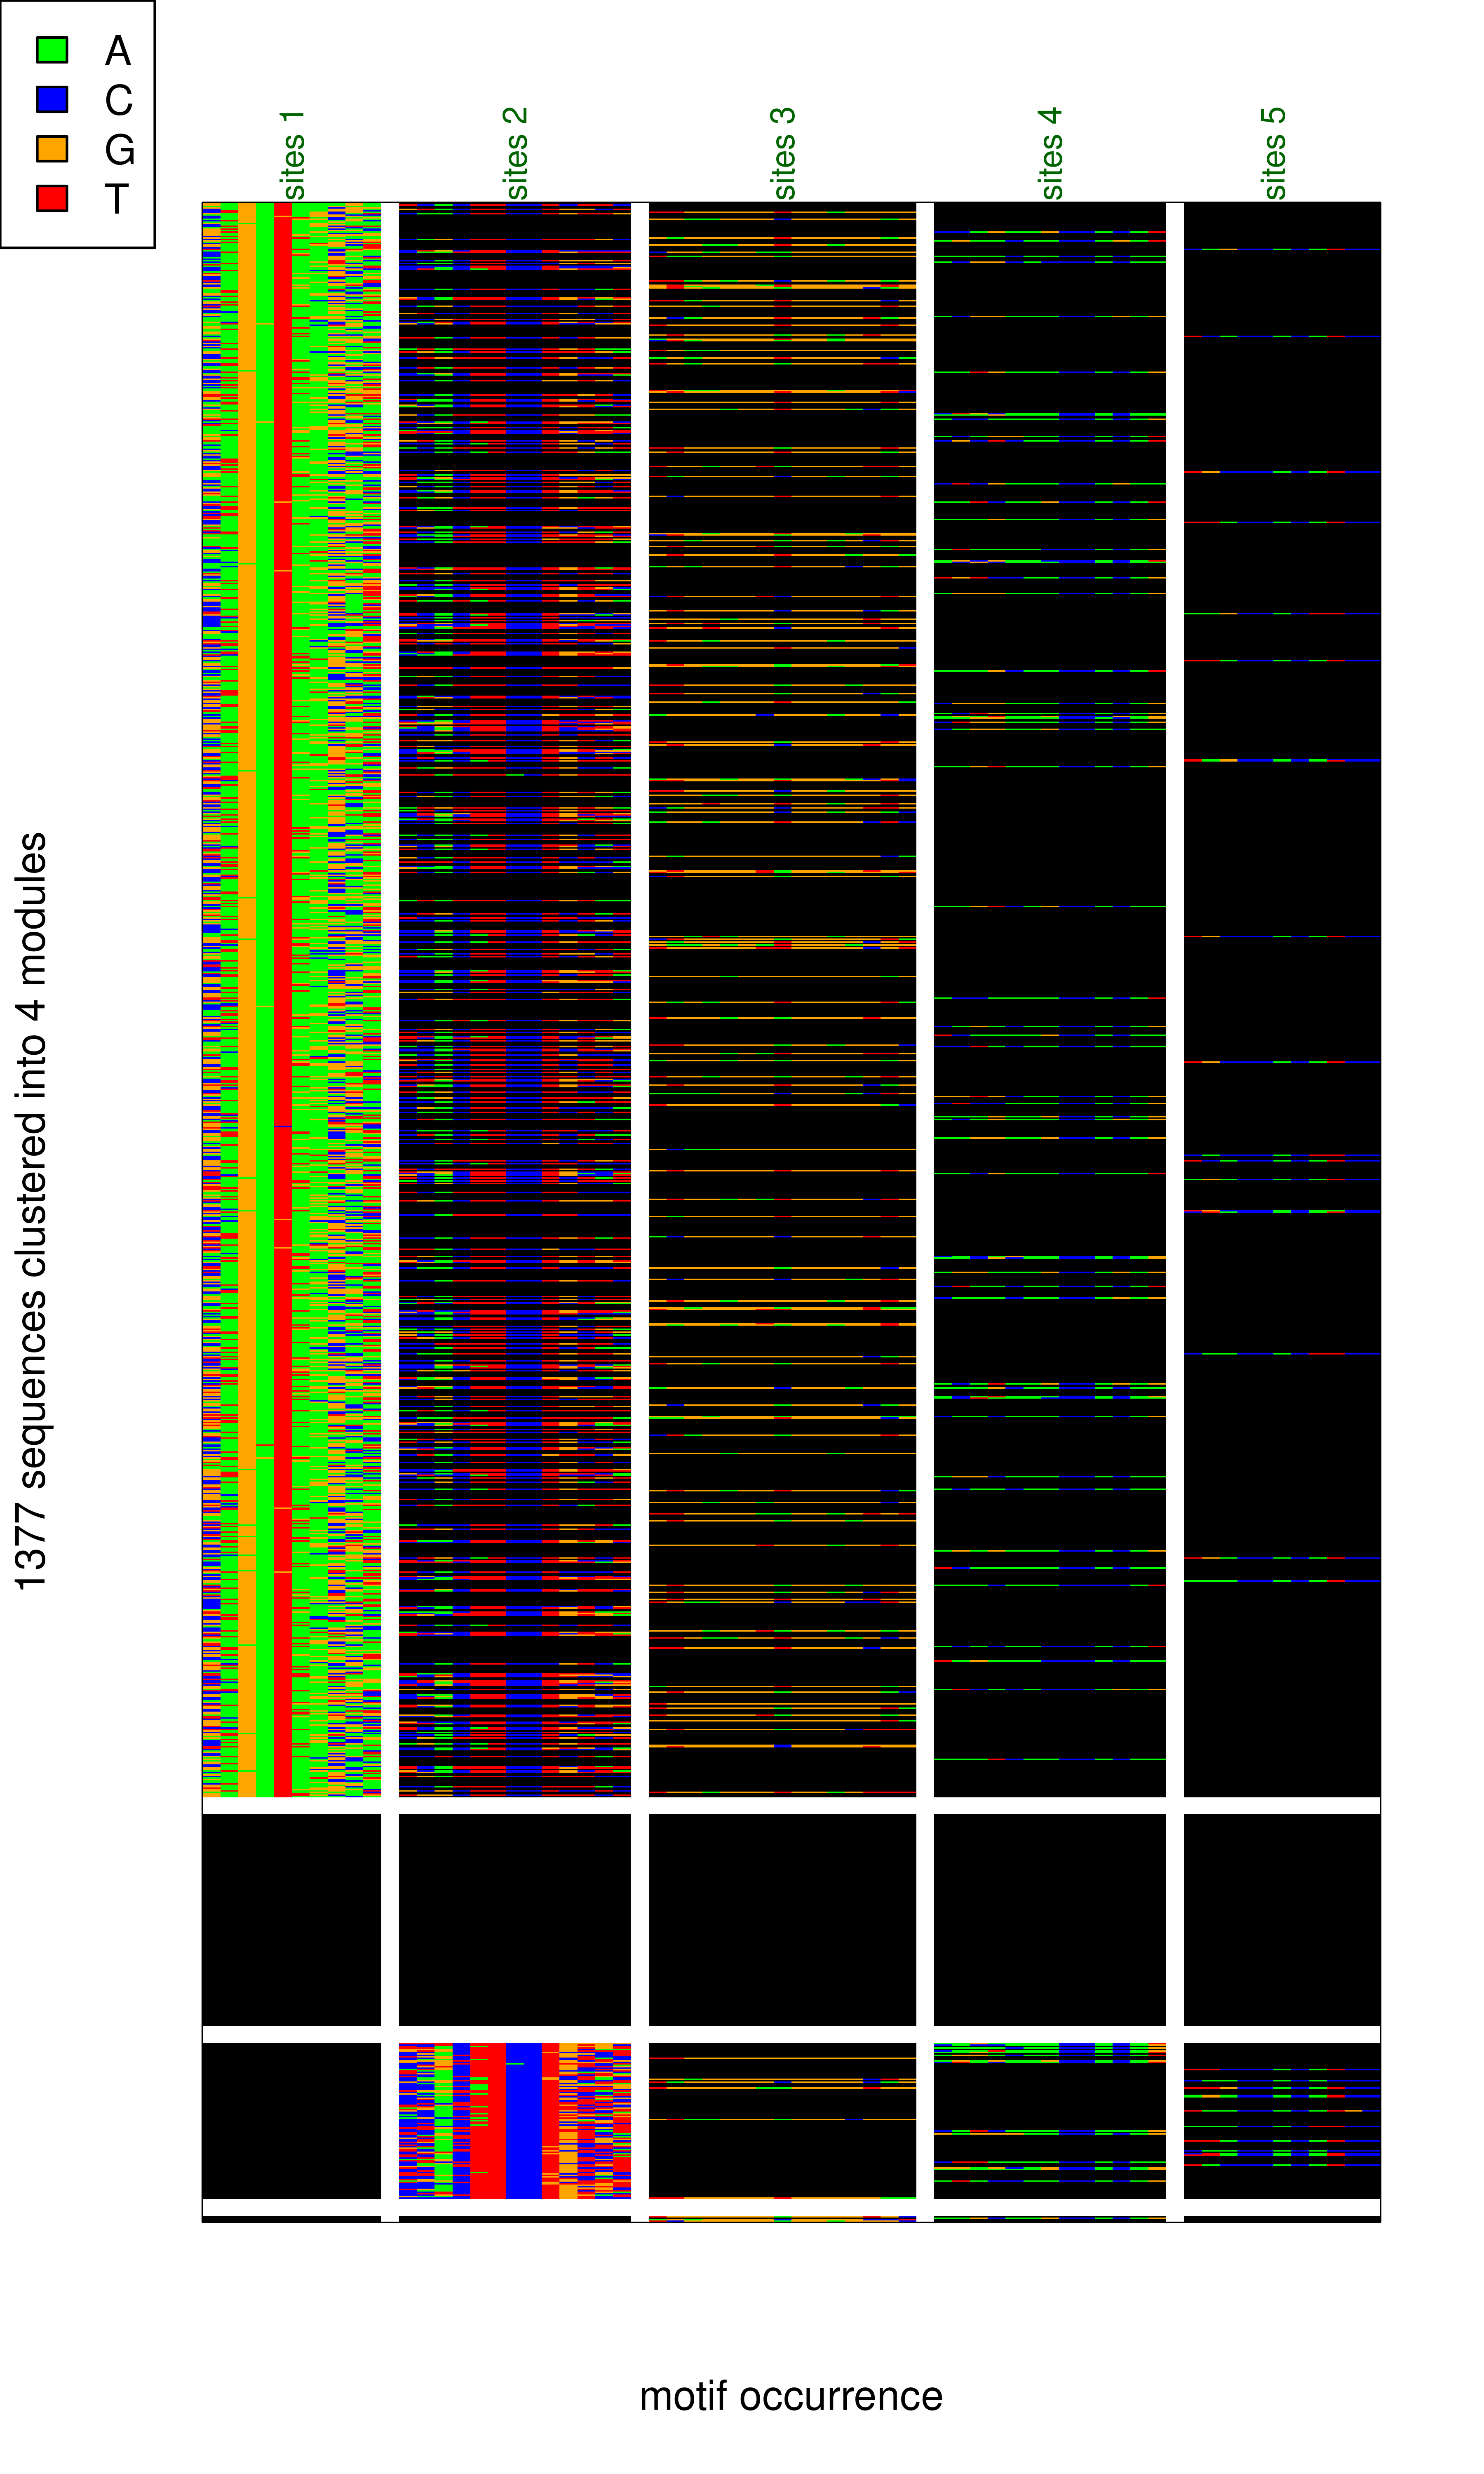 A
C
G
T
sites 1
sites 2
sites 3
sites 4
sites 5
1377 sequences clustered into 4 modules
motif occurrence